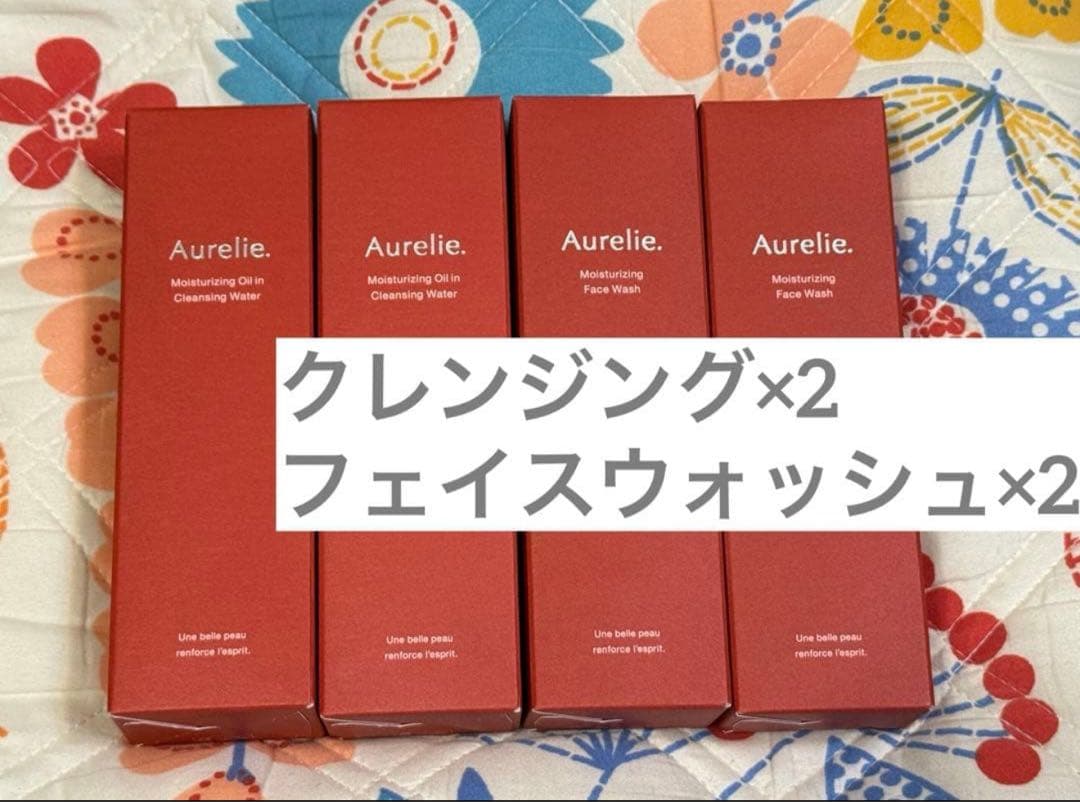 Aurelie.
Moisturizing Oil in
Cleansing Water
Une belle peau
renforce l'esprit.
Aurelie.
Moisturizing Oil in
Cleansing Water
Une belle peau
renforce l'esprit.
Aurelie.
Moisturizing
Face Wash
Une belle peau
renforce l'esprit.
Aurelie.
Moisturizing
Face Wash
Une belle peau
renforce l'esprit.
クレンジング×2
フェイスウォッシュ×2